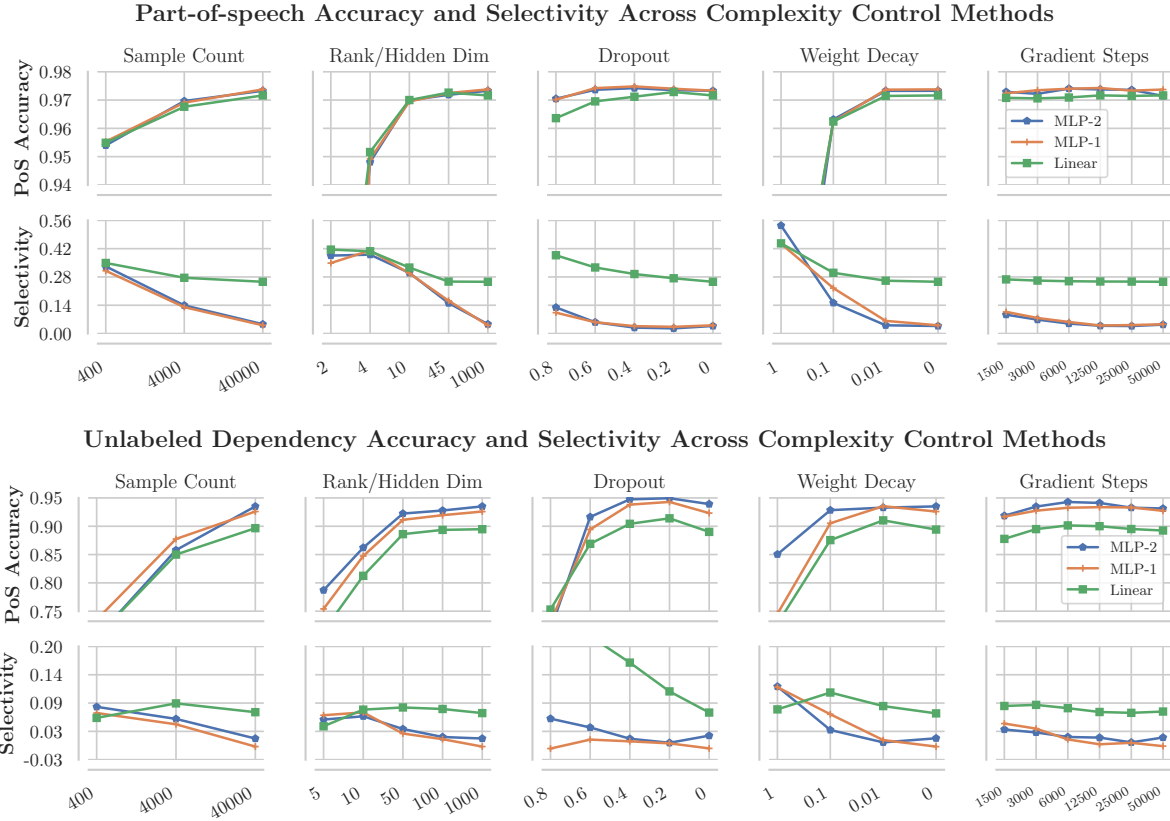 Part-of-speech Accuracy and Selectivity Across Complexity Control Methods
Sample Count Rank/Hidden Dim Dropout Weight Decay Gradient Steps
PoS Accuracy
0.98
0.97
0.96
0.95
0.94
MLP-2
MLP-1
Linear
Selectivity
0.56
0.42
0.28
0.14
0.00
400 4000 40000 2 4 10 45 1000 0.8 0.6 0.4 0.2 0 1 0.1 0.01 0 1500 3000 6000 12500 25000 50000
Unlabeled Dependency Accuracy and Selectivity Across Complexity Control Methods
Sample Count Rank/Hidden Dim Dropout Weight Decay Gradient Steps
PoS Accuracy
0.95
0.90
0.85
0.80
0.75
MLP-2
MLP-1
Linear
Selectivity
0.20
0.14
0.09
0.03
-0.03
400 4000 40000 5 10 50 100 1000 0.8 0.6 0.4 0.2 0 1 0.1 0.01 0 1500 3000 6000 12500 25000 50000